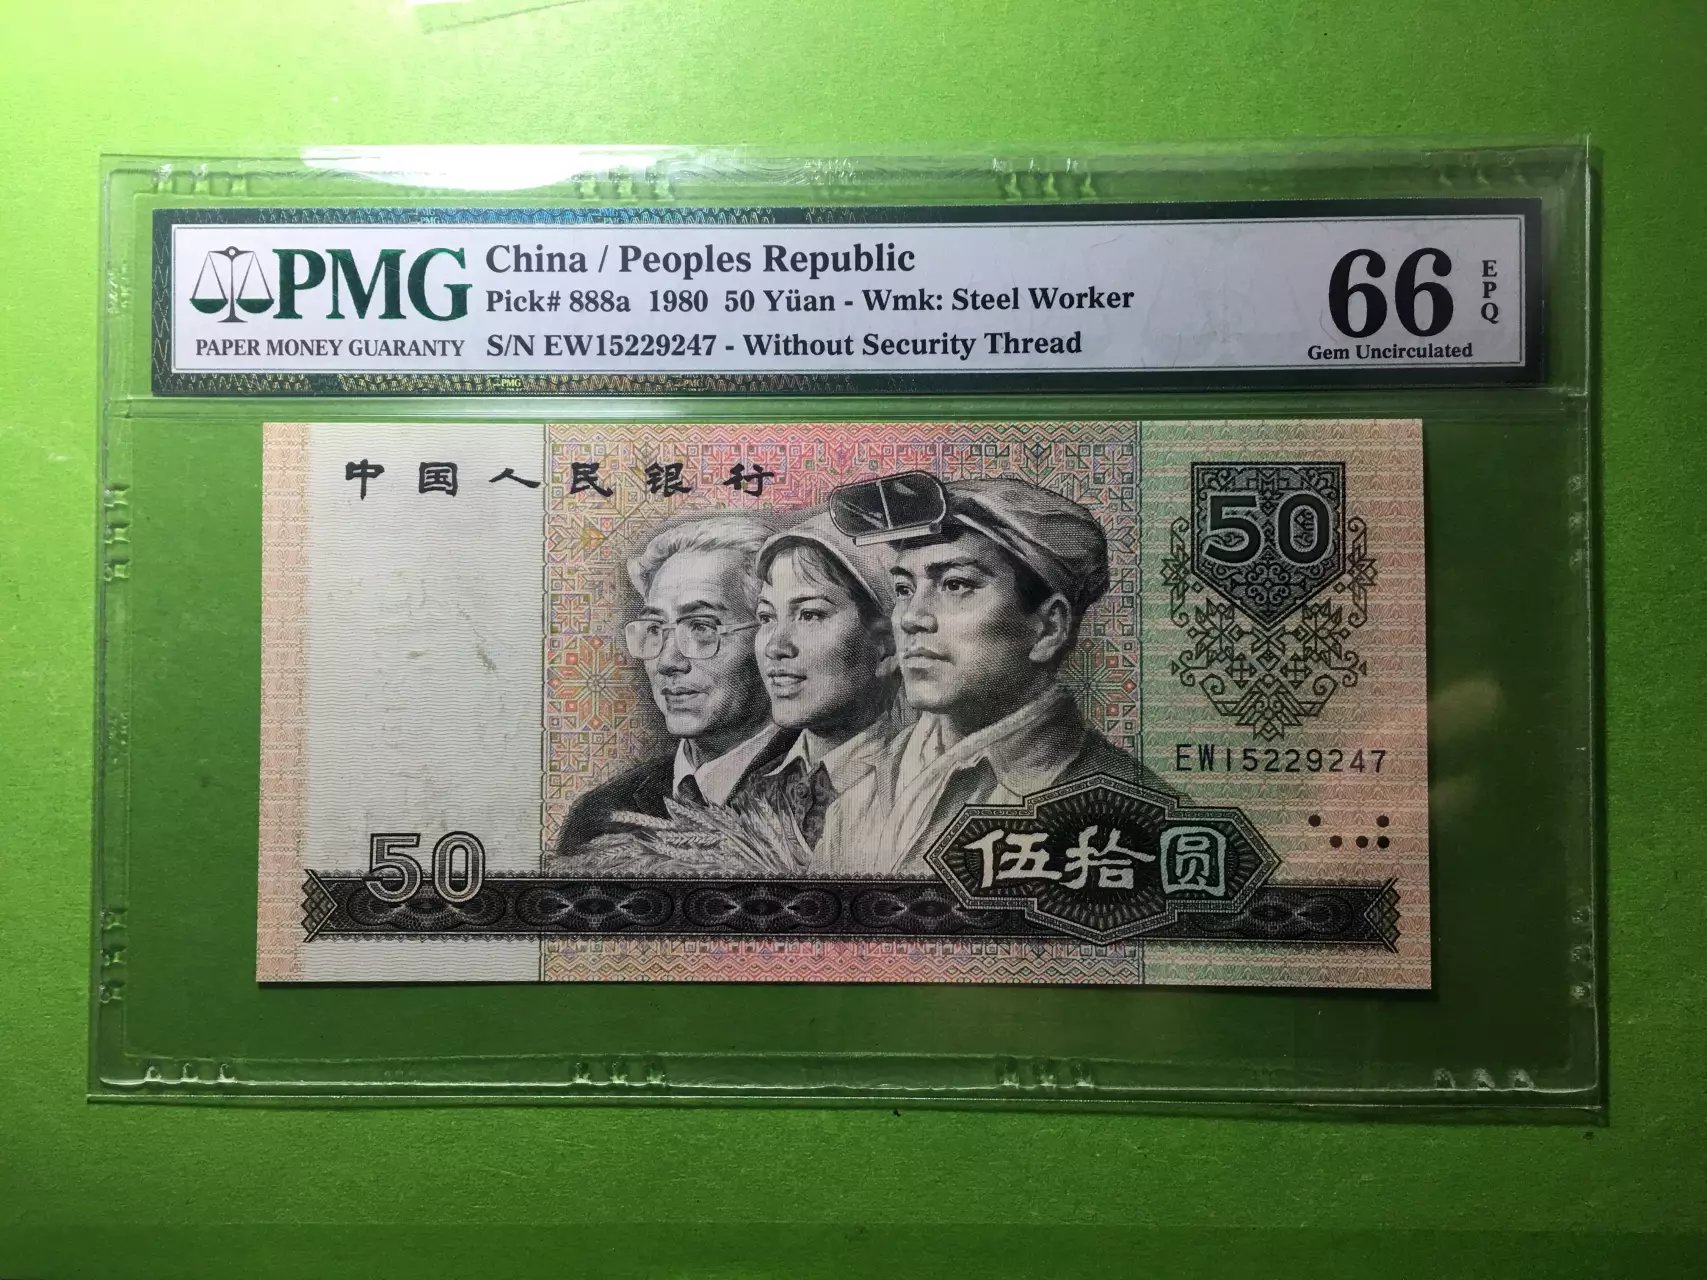 PMG
PAPER MONEY GUARANTY
China / Peoples Republic
Pick# 888a 1980 50 Yüan - Wmk: Steel Worker
S/N EW15229247 - Without Security Thread
66
EPQ
Gem Uncirculated
中国人民银行
50
EW15229247
50
伍拾圆